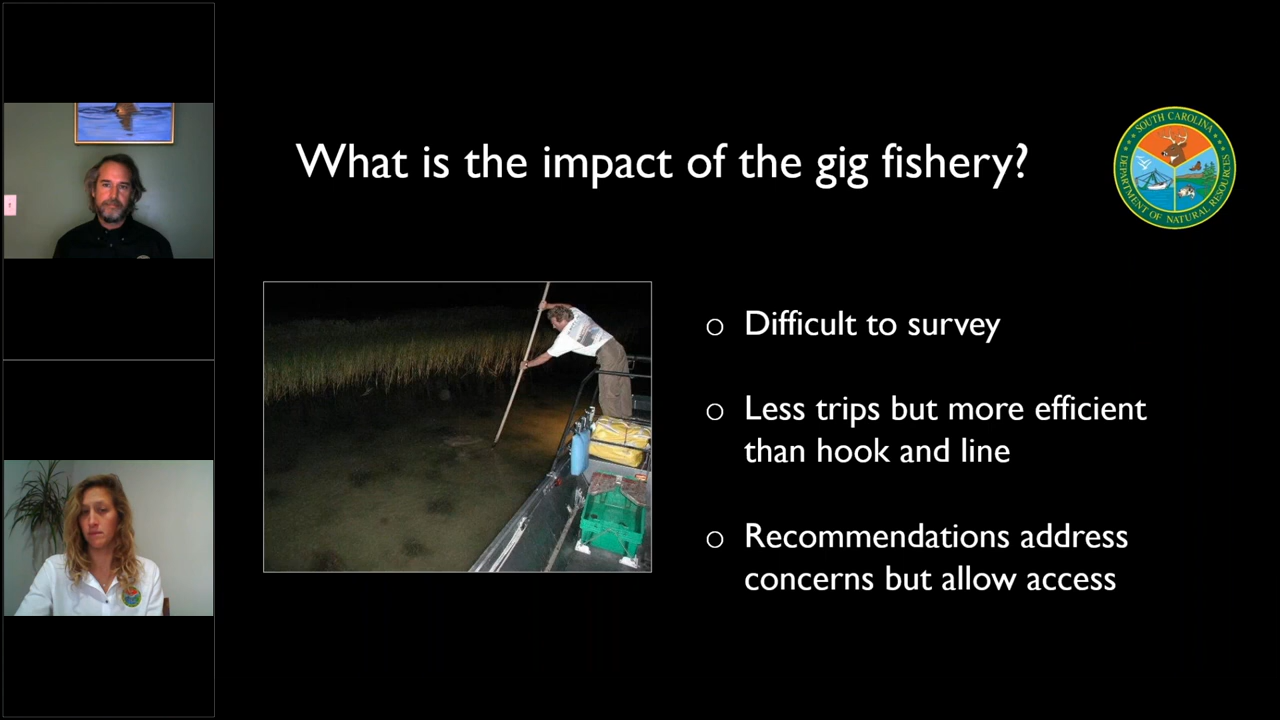 What is the impact of the gig fishery?
SOUTH CAROLINA
DEPARTMENT OF NATURAL RESOURCES
o Difficult to survey
o Less trips but more efficient
than hook and line
o Recommendations address
concerns but allow access